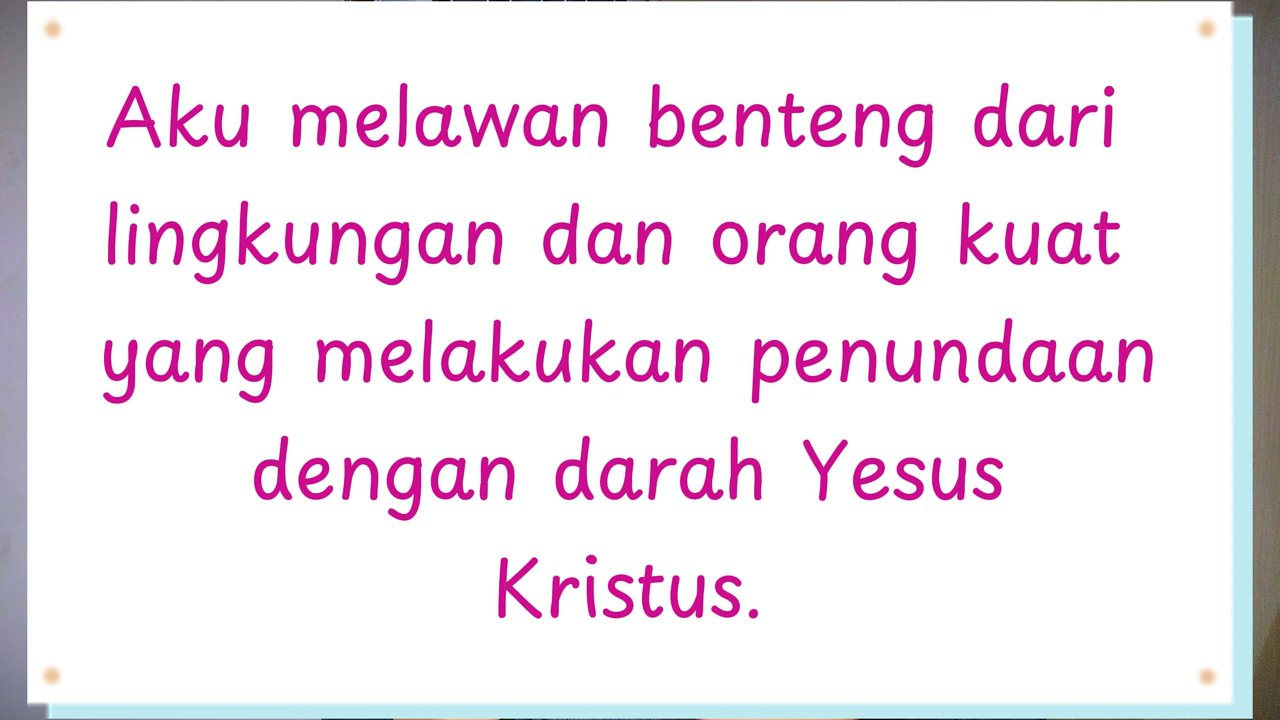 Aku melawan benteng dari
lingkungan dan orang kuat
yang melakukan penundaan
dengan darah Yesus
Kristus.